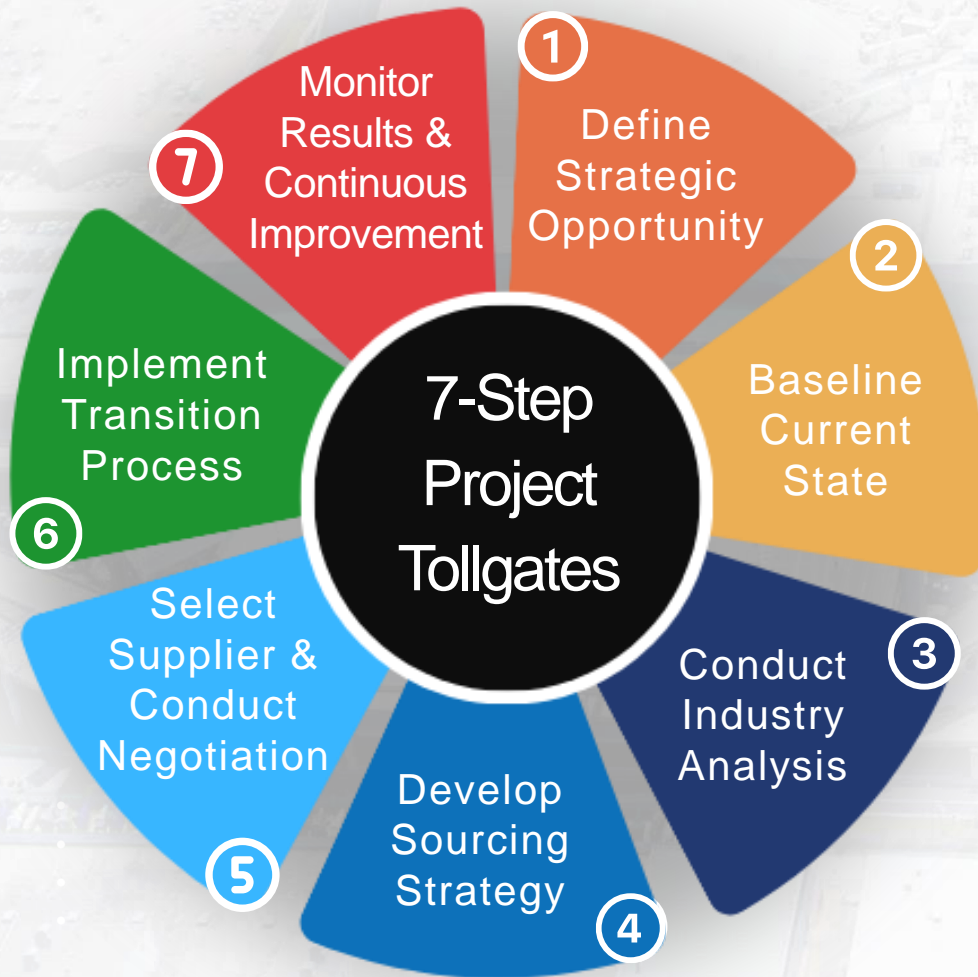 7-Step
Project
Tollgates
1
Define
Strategic
Opportunity
2
Baseline
Current
State
3
Conduct
Industry
Analysis
4
Develop
Sourcing
Strategy
5
Select
Supplier &
Conduct
Negotiation
6
Implement
Transition
Process
7
Monitor
Results &
Continuous
Improvement